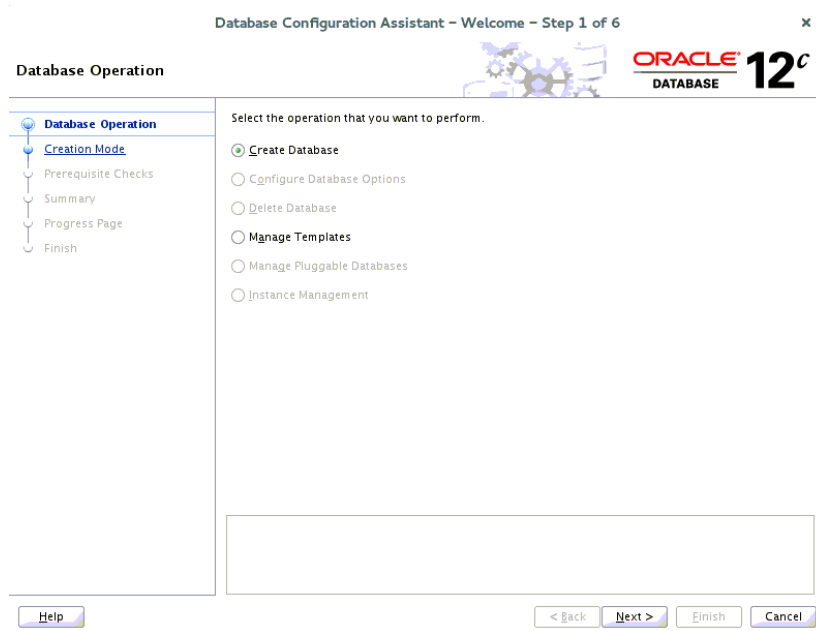 Database Configuration Assistant – Welcome – Step 1 of 6
x
Database Operation
ORACLE
DATABASE
12c
Database Operation
Creation Mode
Prerequisite Checks
Summary
Progress Page
Finish
Select the operation that you want to perform.
Create Database
Configure Database Options
Delete Database
Manage Templates
Manage Pluggable Databases
Instance Management
Help
< Back
Next >
Finish
Cancel